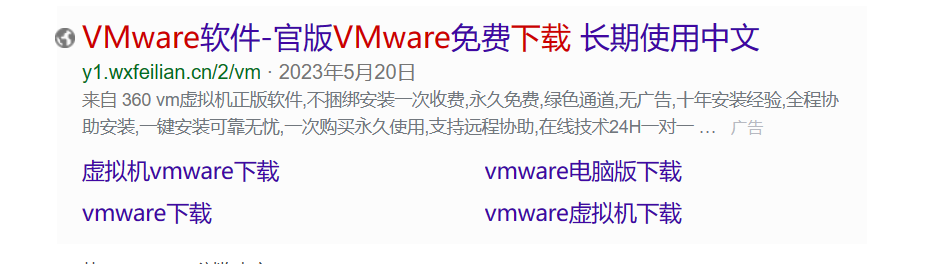 VMware软件-官版VMware免费下载 长期使用中文
y1.wxfeilian.cn/2/vm · 2023年5月20日
来自 360 vm虚拟机正版软件,不捆绑安装一次收费,永久免费,绿色通道,无广告,十年安装经验,全程协
助安装,一键安装可靠无忧,一次购买永久使用,支持远程协助,在线技术24H一对一 … 广告
虚拟机vmware下载 vmware电脑版下载
vmware下载 vmware虚拟机下载